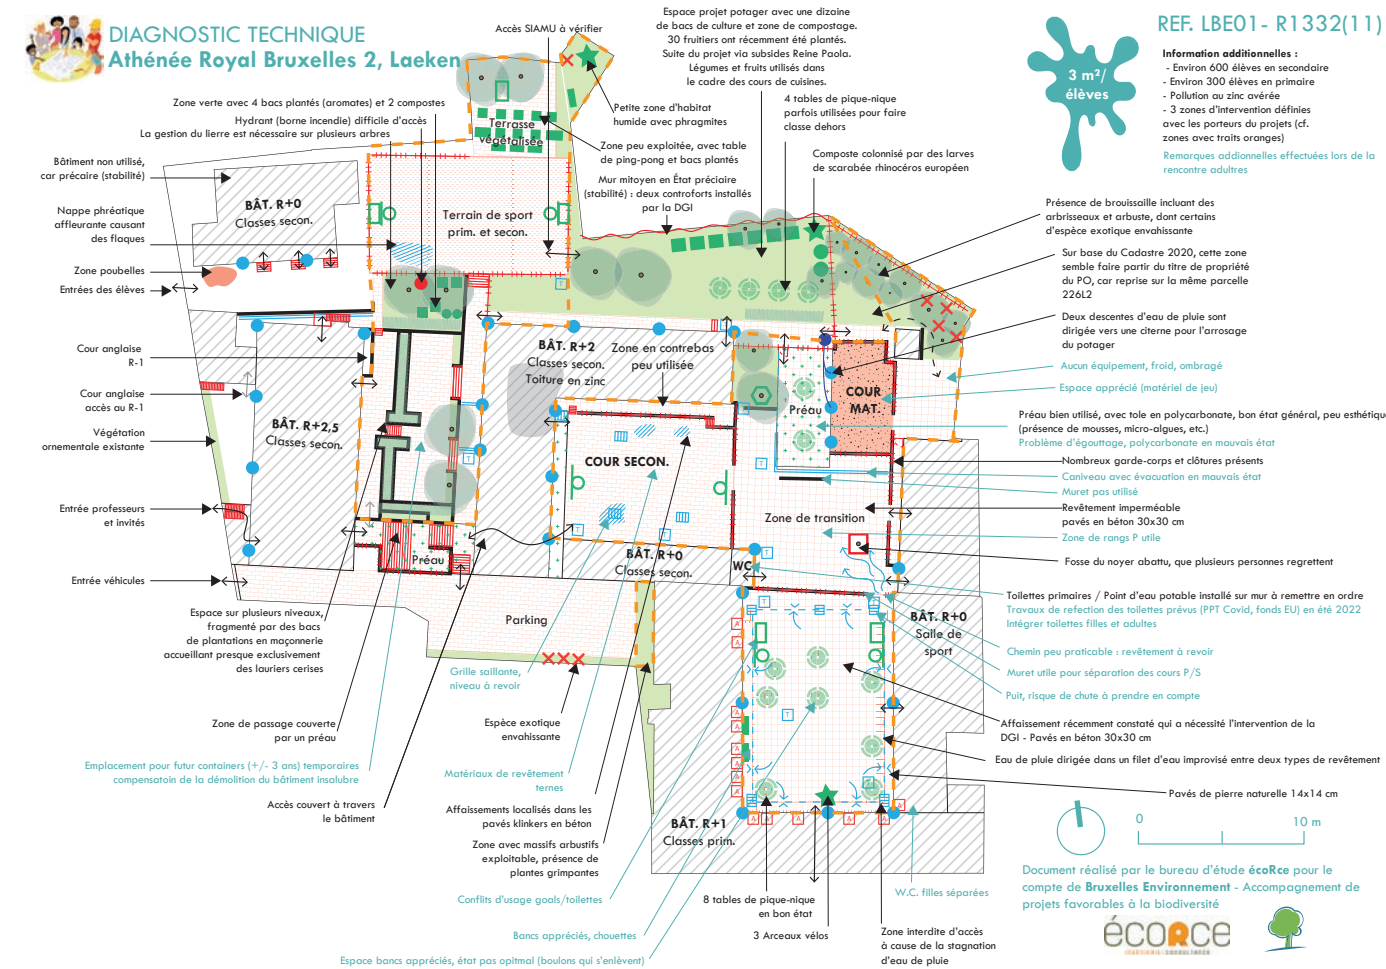 DIAGNOSTIC TECHNIQUE
Athénée Royal Bruxelles 2, Laeken
REF. LBE01- R1332(11)
3 m²/
élèves
Information additionnelles :
- Environ 600 élèves en secondaire
- Environ 300 élèves en primaire
- Pollution au zinc avérée
- 3 zones d'intervention définies
avec les porteurs du projets (cf.
zones avec traits oranges)
Remarques addionnelles effectuées lors de la
rencontre adultres
Accès SIAMU à vérifier
Espace projet potager avec une dizaine
de bacs de culture et zone de compostage.
30 fruitiers ont récemment été plantés.
Suite du projet via subsides Reine Paola.
Légumes et fruits utilisés dans
le cadre des cours de cuisines.
Zone verte avec 4 bacs plantés (aromates) et 2 compostes
Hydrant (borne incendie) difficile d'accès
La gestion du lierre est nécessaire sur plusieurs arbres
Petite zone d'habitat
humide avec phragmites
4 tables de pique-nique
parfois utilisées pour faire
classe dehors
Terrasse
végétalisée
Zone peu exploitée, avec table
de ping-pong et bacs plantés
Mur mitoyen en État préciaire
(stabilité) : deux controforts installés
par la DGI
Composte colonnisé par des larves
de scarabée rhinocéros européen
Bâtiment non utilisé,
car précaire (stabilité)
Nappe phréatique
affleurante causant
des flaques
Zone poubelles
Entrées des élèves
Cour anglaise
R-1
Cour anglaise
accès au R-1
Végétation
ornementale existante
Entrée professeurs
et invités
Entrée véhicules
BÂT. R+0
Classes secon.
Terrain de sport
prim. et secon.
BÂT. R+2
Classes secon.
Toiture en zinc
Zone en contrebas
peu utilisée
BÂT. R+2,5
Classes secon.
COUR SECON.
Préau
COUR
MAT.
Zone de transition
BÂT. R+0
Classes secon.
WC
Préau
Parking
BÂT. R+0
Salle de
sport
BÂT. R+1
Classes prim.
T
T
T
T
T
T
T
T
T
T
T
A
A
A
A
A
A
A
A
A
A
A
A
A
A
Présence de brouissaille incluant des
arbrisseaux et arbuste, dont certains
d'espèce exotique envahissante
Sur base du Cadastre 2020, cette zone
semble faire partir du titre de propriété
du PO, car reprise sur la même parcelle
226L2
Deux descentes d'eau de pluie sont
dirigée vers une citerne pour l'arrosage
du potager
Aucun équipement, froid, ombragé
Espace apprécié (matériel de jeu)
Préau bien utilisé, avec tole en polycarbonate, bon état général, peu esthétiqu
(présence de mousses, micro-algues, etc.)
Problème d'égouttage, polycarbonate en mauvais état
Nombreux garde-corps et clôtures présents
Caniveau avec évacuation en mauvais état
Muret pas utilisé
Revêtement imperméable
pavés en béton 30x30 cm
Zone de rangs P utile
Fosse du noyer abattu, que plusieurs personnes regrettent
Toilettes primaires / Point d'eau potable installé sur mur à remettre en ordre
Travaux de refection des toilettes prévus (PPT Covid, fonds EU) en été 2022
Intégrer toilettes filles et adultes
Chemin peu praticable : revêtement à revoir
Muret utile pour séparation des cours P/S
Puit, risque de chute à prendre en compte
Affaissement récemment constaté qui a nécessité l'intervention de la
DGI - Pavés en béton 30x30 cm
Eau de pluie dirigée dans un filet d'eau improvisé entre deux types de revêtement
Pavés de pierre naturelle 14x14 cm
Espace sur plusieurs niveaux,
fragmenté par des bacs
de plantations en maçonnerie
accueillant presque exclusivement
des lauriers cerises
Zone de passage couverte
par un préau
Emplacement pour futur containers (+/- 3 ans) temporaires
compensatoin de la démolition du bâtiment insalubre
Accès couvert à travers
le bâtiment
Grille saillante,
niveau à revoir
Espèce exotique
envahissante
Matériaux de revêtement
ternes
Affaissements localisés dans les
pavés klinkers en béton
Zone avec massifs arbustifs
exploitable, présence de
plantes grimpantes
Conflits d'usage goals/toilettes
Bancs appréciés, chouettes
Espace bancs appréciés, état pas opitmal (boulons qui s'enlèvent)
8 tables de pique-nique
en bon état
3 Arceaux vélos
Zone interdite d'accès
à cause de la stagnation
d'eau de pluie
W.C. filles séparées
0
10 m
Document réalisé par le bureau d'étude écoRce pour le
compte de Bruxelles Environnement - Accompagnement de
projets favorables à la biodiversité
écoRce